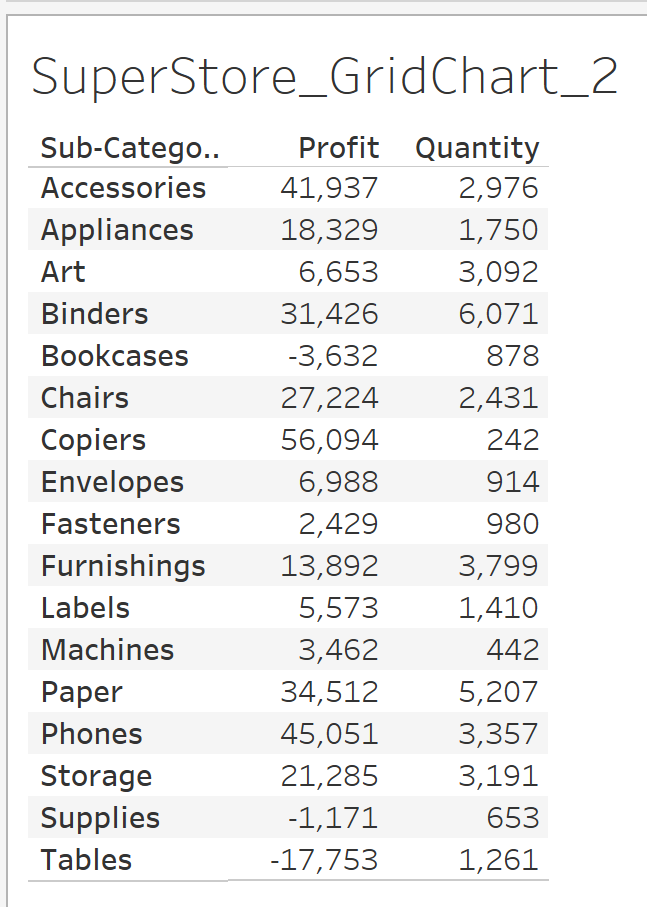 SuperStore_GridChart_2
Sub-Catego.. Profit Quantity
Accessories 41,937 2,976
Appliances 18,329 1,750
Art 6,653 3,092
Binders 31,426 6,071
Bookcases -3,632 878
Chairs 27,224 2,431
Copiers 56,094 242
Envelopes 6,988 914
Fasteners 2,429 980
Furnishings 13,892 3,799
Labels 5,573 1,410
Machines 3,462 442
Paper 34,512 5,207
Phones 45,051 3,357
Storage 21,285 3,191
Supplies -1,171 653
Tables -17,753 1,261